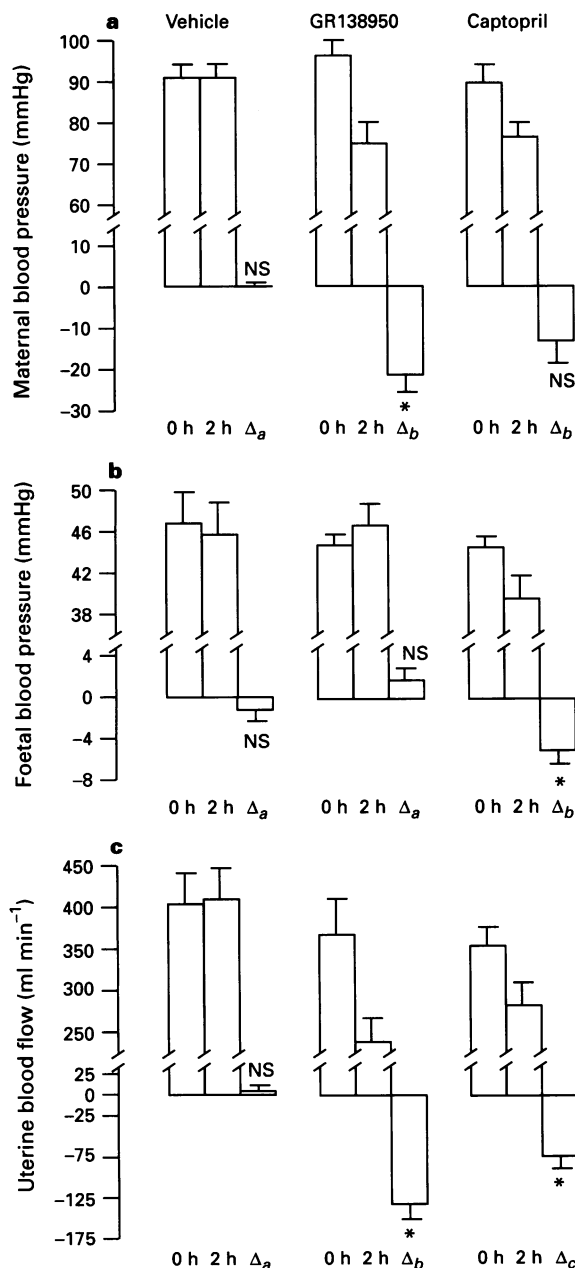 a
Vehicle GR138950 Captopril
Maternal blood pressure (mmHg)
100
90
80
70
60
10
0
−10
−20
−30
NS
*
NS
0 h 2 h Δa 0 h 2 h Δb 0 h 2 h Δb
b
Foetal blood pressure (mmHg)
50
46
42
38
4
0
−4
−8
NS
NS
*
0 h 2 h Δa 0 h 2 h Δa 0 h 2 h Δb
c
Uterine blood flow (ml min⁻¹)
450
400
350
300
250
25
0
−25
−75
−125
−175
NS
*
*
0 h 2 h Δa 0 h 2 h Δb 0 h 2 h Δc